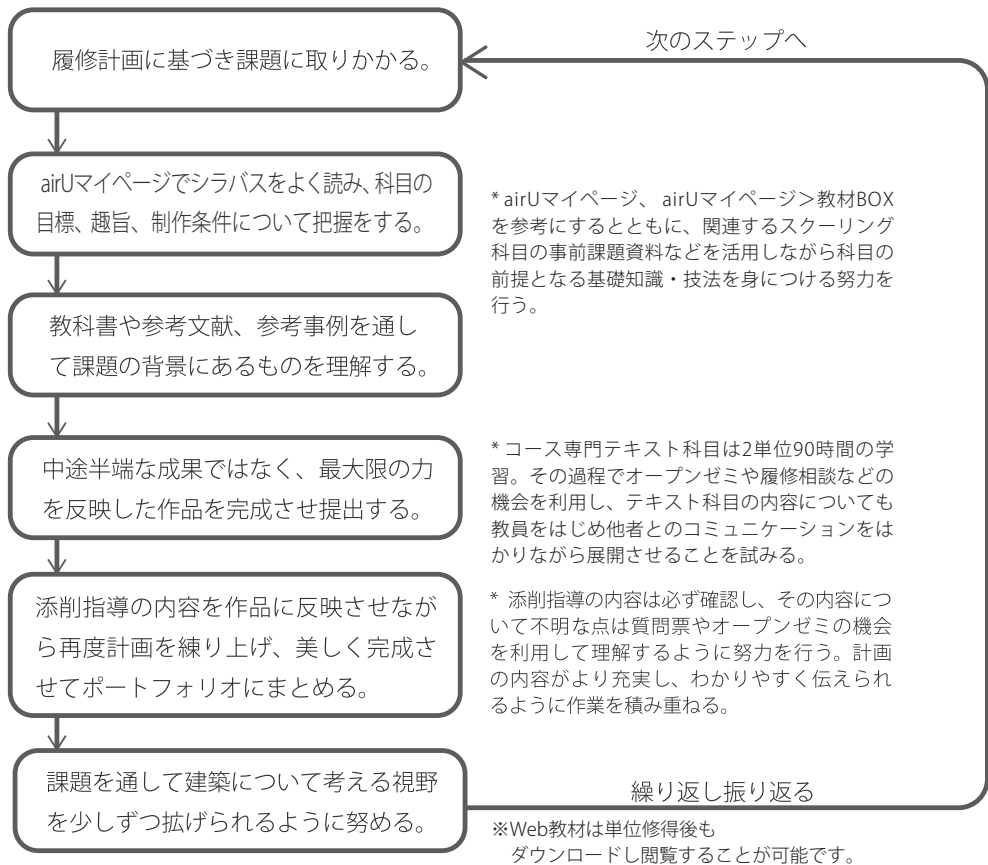 次のステップへ
履修計画に基づき課題に取りかかる。
airUマイページでシラバスをよく読み、科目の
目標、趣旨、制作条件について把握をする。
* airUマイページ、 airUマイページ＞教材BOX
を参考にするとともに、関連するスクーリング
科目の事前課題資料などを活用しながら科目の
前提となる基礎知識・技法を身につける努力を
行う。
教科書や参考文献、参考事例を通し
て課題の背景にあるものを理解する。
中途半端な成果ではなく、最大限の力
を反映した作品を完成させ提出する。
* コース専門テキスト科目は2単位90時間の学
習。その過程でオープンゼミや履修相談などの
機会を利用し、テキスト科目の内容についても
教員をはじめ他者とのコミュニケーションをは
かりながら展開させることを試みる。
添削指導の内容を作品に反映させなが
ら再度計画を練り上げ、美しく完成さ
せてポートフォリオにまとめる。
* 添削指導の内容は必ず確認し、その内容につ
いて不明な点は質問票やオープンゼミの機会
を利用して理解するように努力を行う。計画
の内容がより充実し、わかりやすく伝えられ
るように作業を積み重ねる。
課題を通して建築について考える視野
を少しずつ拡げられるように努める。
繰り返し振り返る
※Web教材は単位修得後も
ダウンロードし閲覧することが可能です。